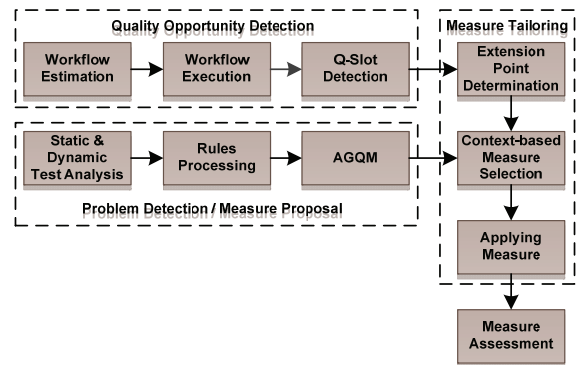 Quality Opportunity Detection
Measure Tailoring
Workflow
Estimation
Workflow
Execution
Q-Slot
Detection
Extension
Point
Determination
Static &
Dynamic
Test Analysis
Rules
Processing
AGQM
Context-based
Measure
Selection
Problem Detection / Measure Proposal
Applying
Measure
Measure
Assessment